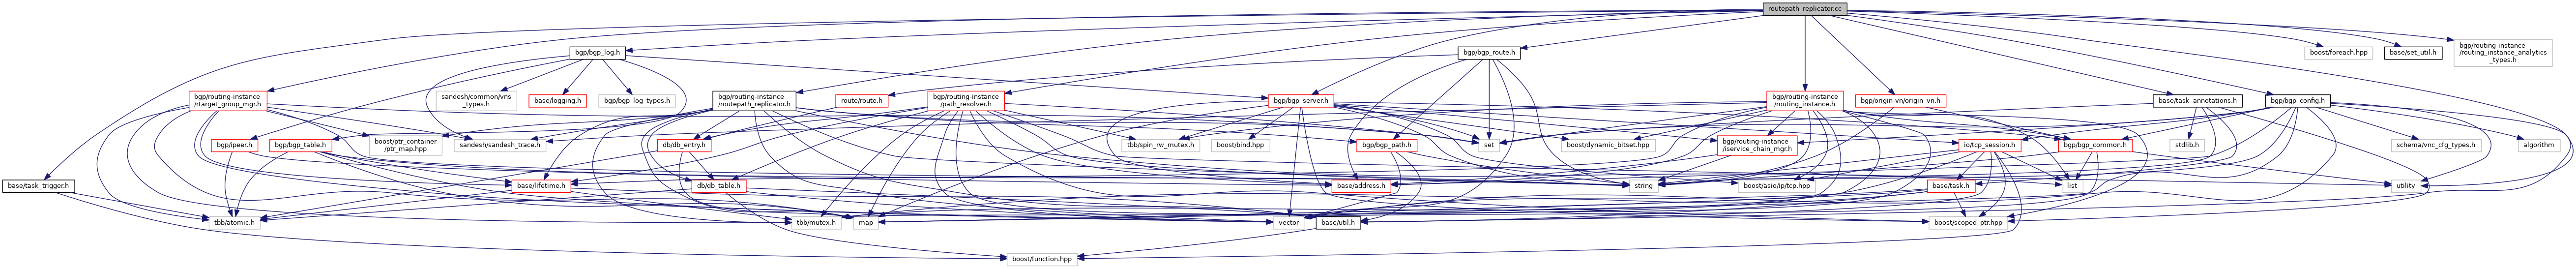 routepath_replicator.cc
bgp/bgp_log.h
bgp/bgp_route.h
boost/foreach.hpp
base/set_util.h
bgp/routing-instance
/routing_instance_analytics
_types.h
bgp/routing-instance
/rtarget_group_mgr.h
sandesh/common/vns
_types.h
base/logging.h
bgp/bgp_log_types.h
bgp/routing-instance
/routepath_replicator.h
route/route.h
bgp/routing-instance
/path_resolver.h
bgp/bgp_server.h
bgp/routing-instance
/routing_instance.h
bgp/origin-vn/origin_vn.h
base/task_annotations.h
bgp/bgp_config.h
bgp/ipeer.h
bgp/bgp_table.h
boost/ptr_container
/ptr_map.hpp
sandesh/sandesh_trace.h
db/db_entry.h
tbb/spin_rw_mutex.h
boost/bind.hpp
bgp/bgp_path.h
set
boost/dynamic_bitset.hpp
bgp/routing-instance
/service_chain_mgr.h
io/tcp_session.h
bgp/bgp_common.h
stdlib.h
schema/vnc_cfg_types.h
algorithm
base/task_trigger.h
base/lifetime.h
db/db_table.h
base/address.h
string
boost/asio/ip/tcp.hpp
base/task.h
list
utility
tbb/atomic.h
tbb/mutex.h
map
vector
base/util.h
boost/scoped_ptr.hpp
boost/function.hpp